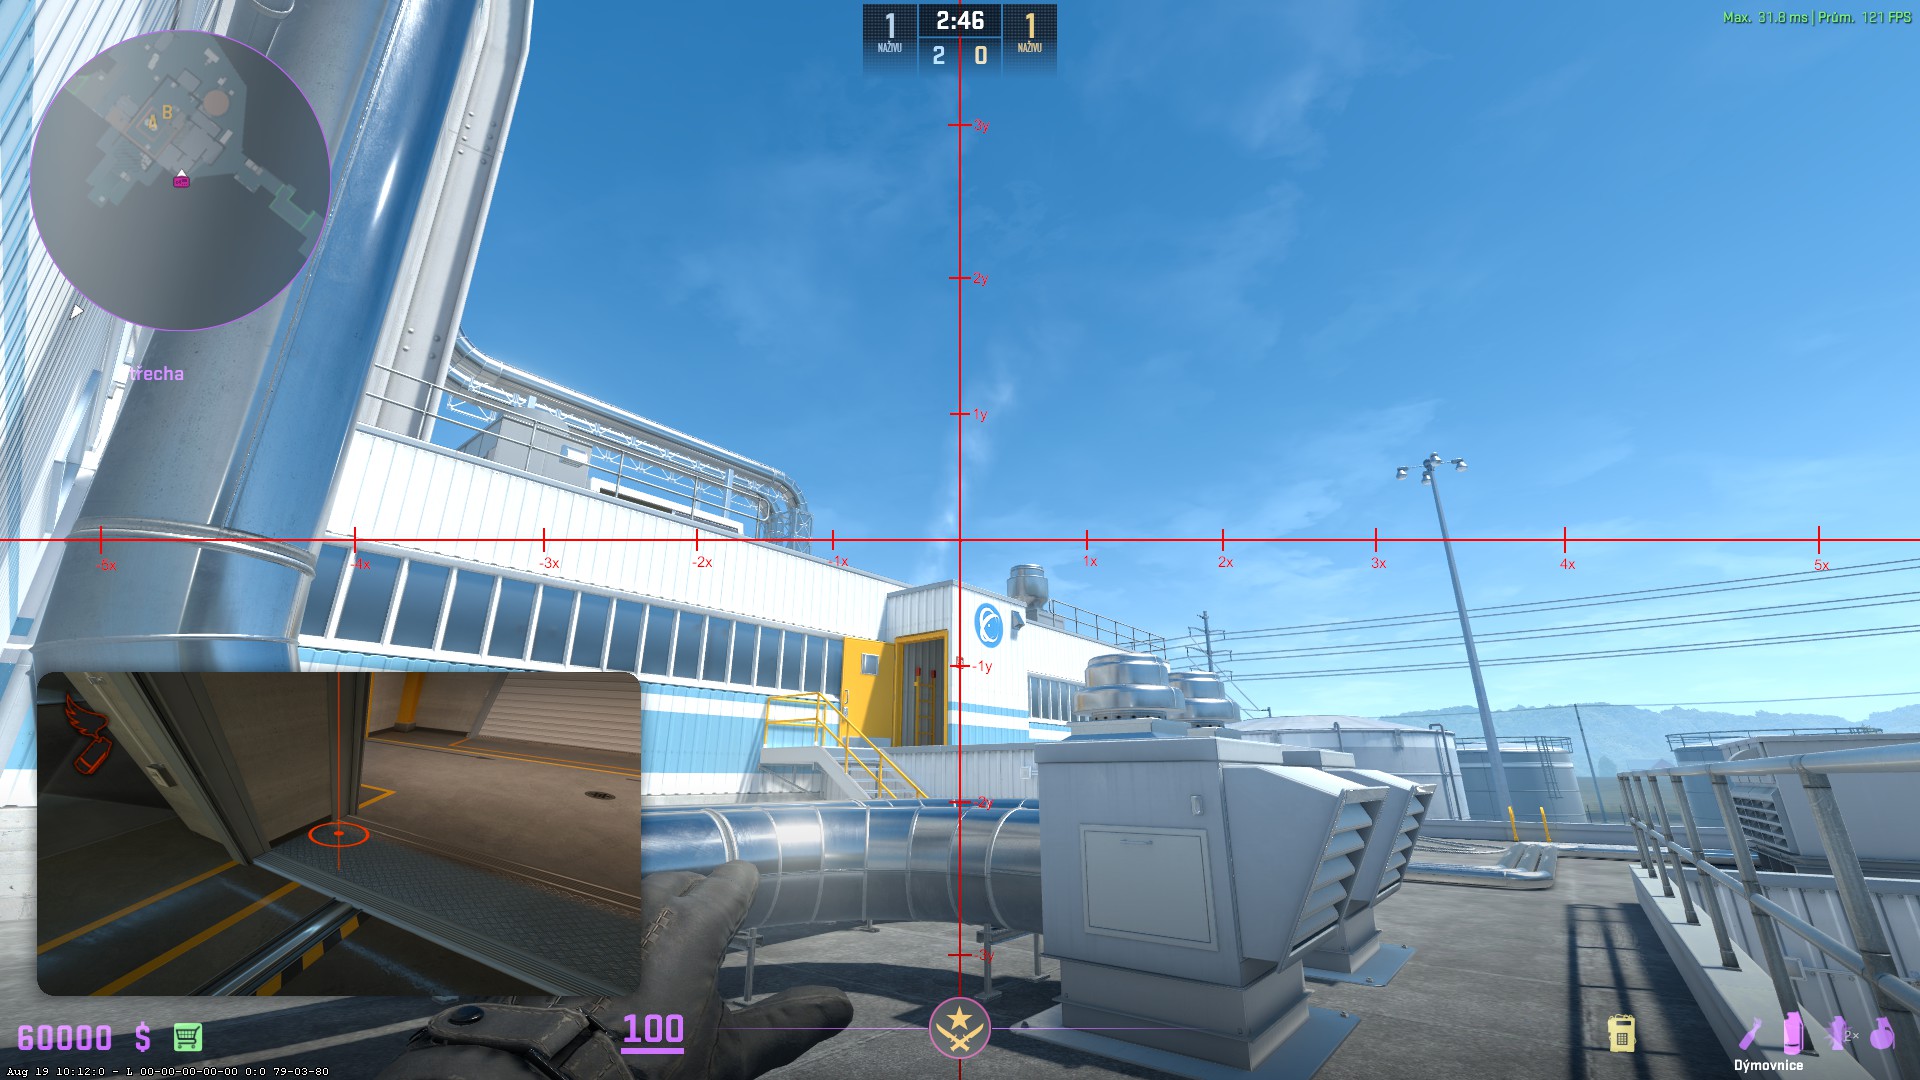 1
NAŽIVU
2:46
2 0
1
NAŽIVU
Max. 31.8 ms | Prům. 121 FPS
A
B
třecha
3y
2y
1y
-5x
-4x
-3x
-2x
-1x
1x
2x
3x
4x
5x
-1y
-2y
-3y
60000 $
100
2×
Dýmovnice
Aug 19 10:12:0 - L 00-00-00-00-00 0:0 79-03-80